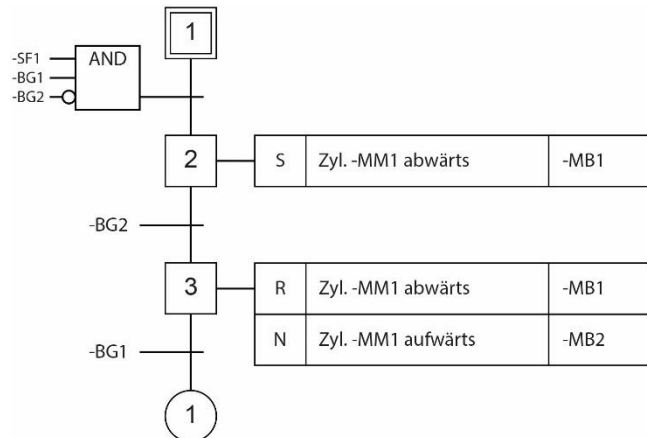 1
-SF1
AND
-BG1
-BG2
2
S Zyl. -MM1 abwärts -MB1
-BG2
3
R Zyl. -MM1 abwärts -MB1
N Zyl. -MM1 aufwärts -MB2
-BG1
1